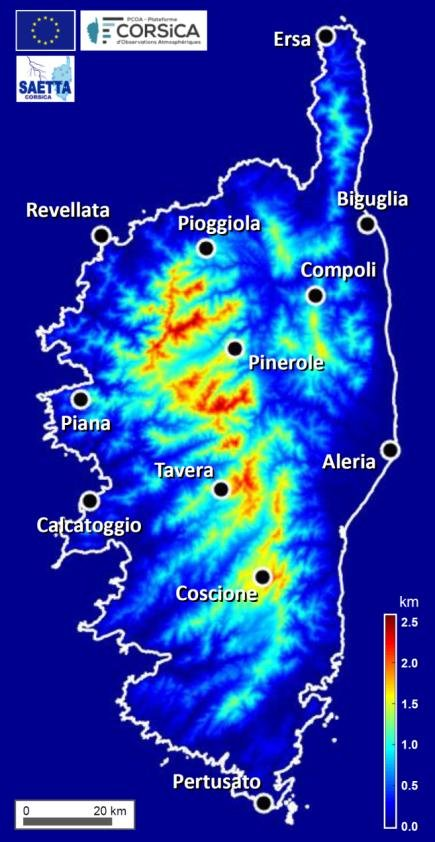 PCOA - Plateforme
CORSiCA
d'Observations Atmosphériques
SAETTA
CORSICA
Ersa
Biguglia
Revellata
Pioggiola
Compoli
Pinerole
Piana
Aleria
Tavera
Calcatoggio
Coscione
km
2.5
2.0
1.5
1.0
0.5
0.0
Pertusato
0 20 km